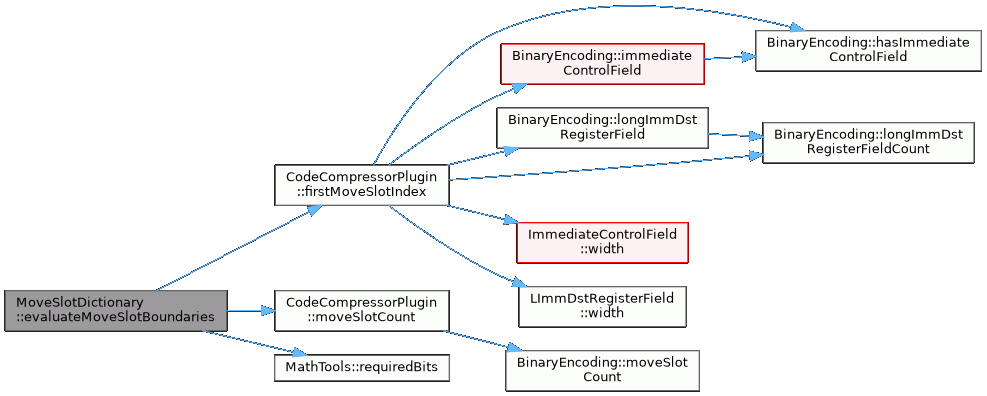 MoveSlotDictionary
::evaluateMoveSlotBoundaries
CodeCompressorPlugin
::firstMoveSlotIndex
BinaryEncoding::immediate
ControlField
BinaryEncoding::hasImmediate
ControlField
BinaryEncoding::longImmDst
RegisterField
BinaryEncoding::longImmDst
RegisterFieldCount
ImmediateControlField
::width
LImmDstRegisterField
::width
CodeCompressorPlugin
::moveSlotCount
BinaryEncoding::moveSlot
Count
MathTools::requiredBits